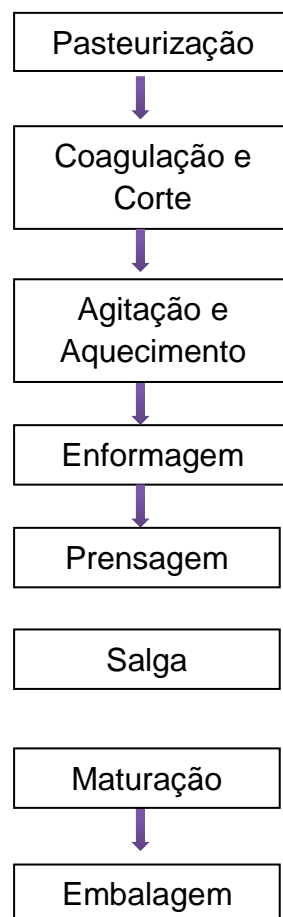 Pasteurização
Coagulação e
Corte
Agitação e
Aquecimento
Enformagem
Prensagem
Salga
Maturação
Embalagem